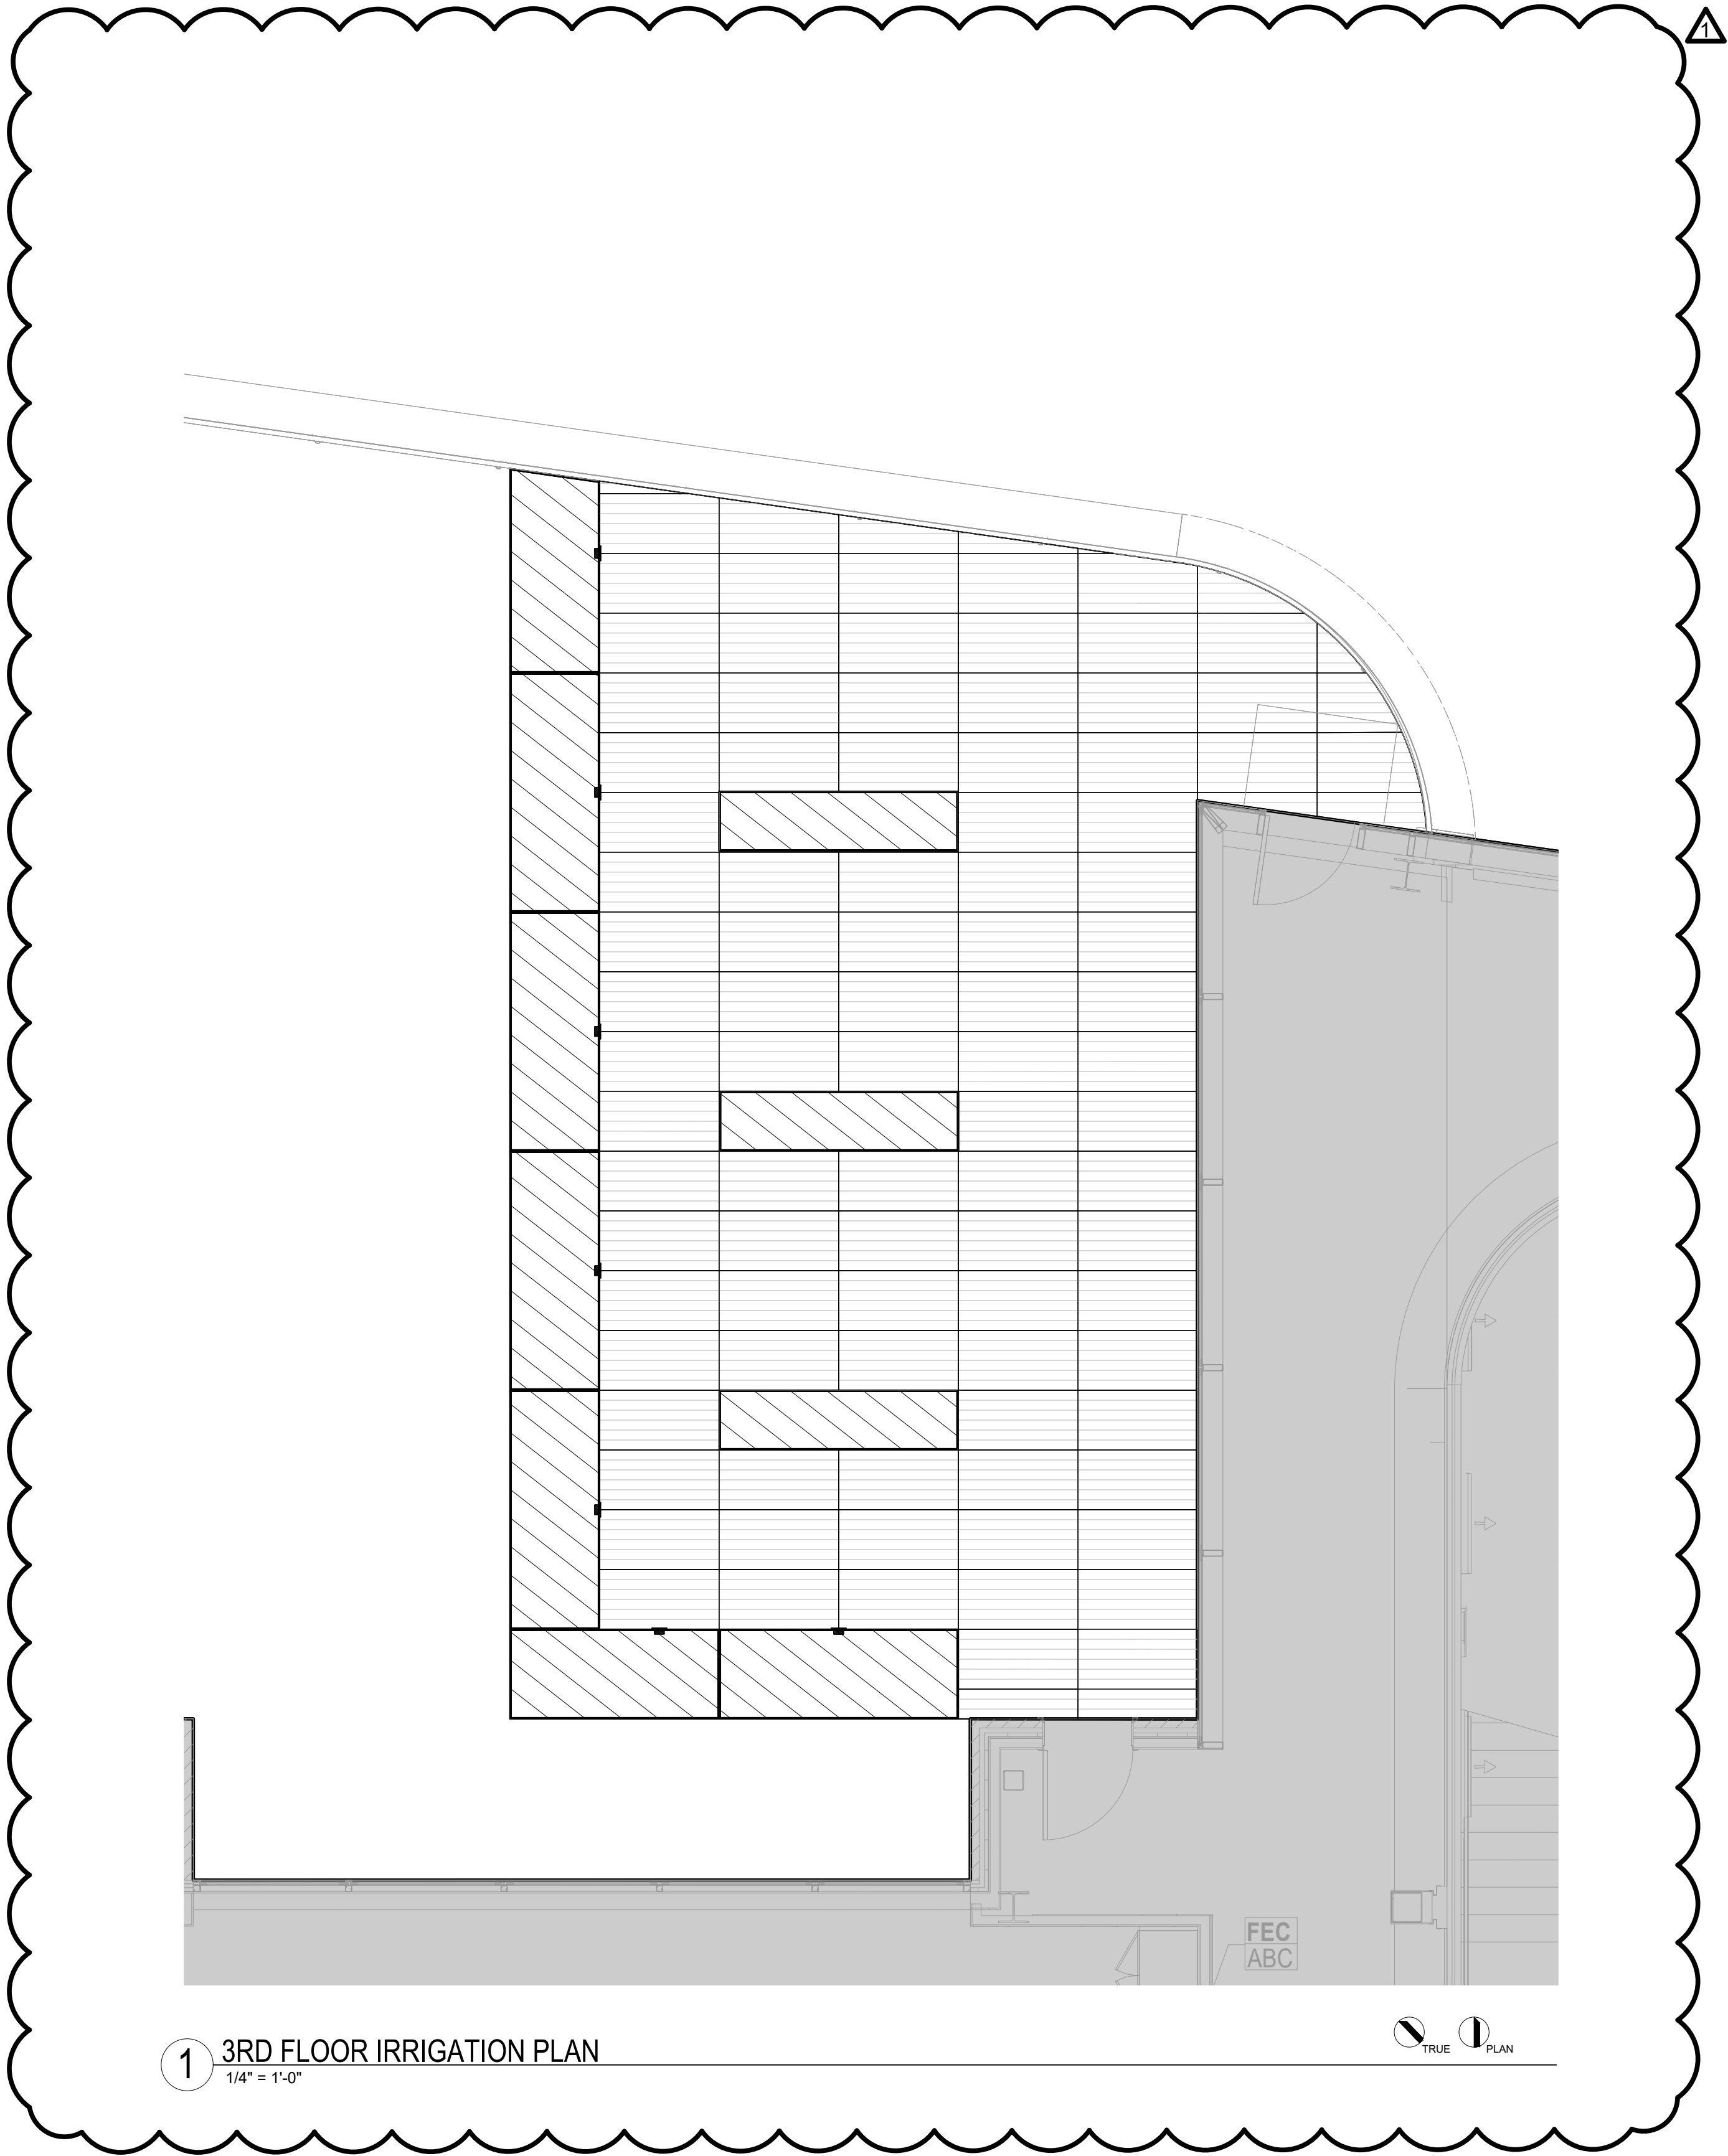 1
FEC
ABC
TRUE
PLAN
1
3RD FLOOR IRRIGATION PLAN
1/4" = 1'-0"